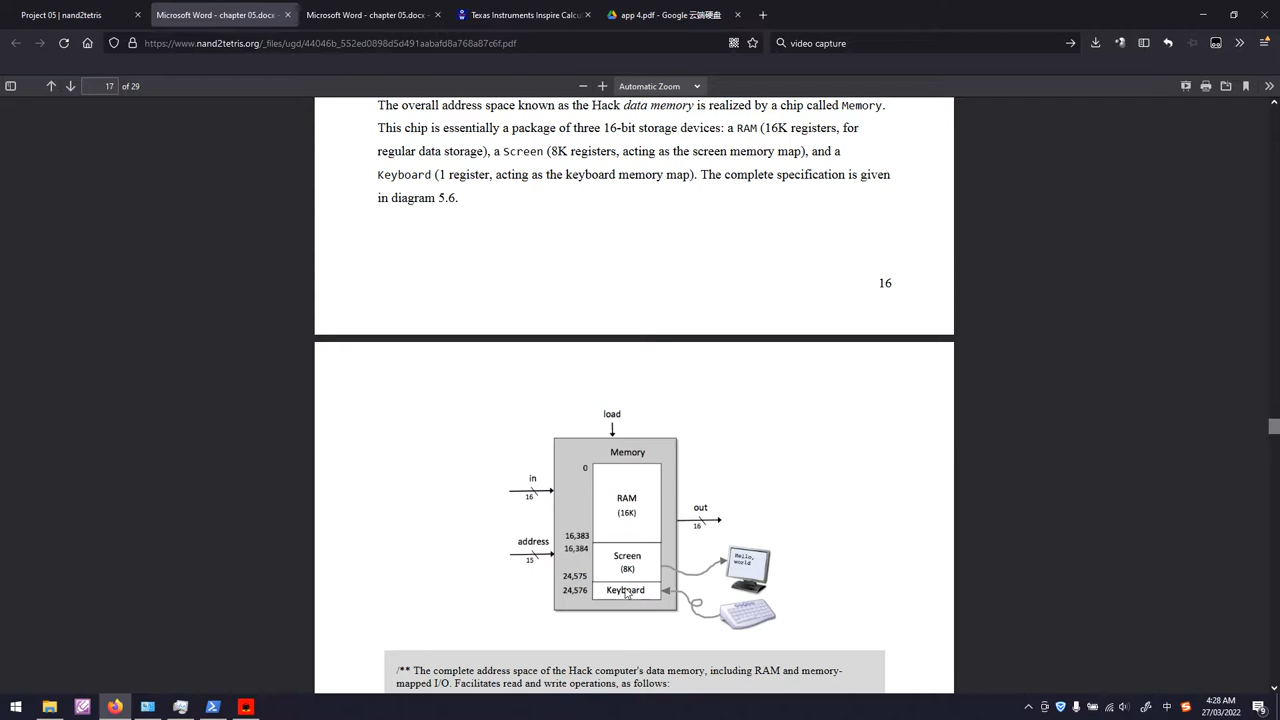 Project 05 | nand2tetris
Microsoft Word - chapter 05.docx
Microsoft Word - chapter 05.docx
Texas Instruments Inspire Calcu
app 4.pdf - Google 云端硬盘
https://www.nand2tetris.org/_files/ugd/44046b_552ed0898d5d491aabafd8a768a87c6f.pdf
video capture
17 of 29
Automatic Zoom
The overall address space known as the Hack data memory is realized by a chip called Memory.
This chip is essentially a package of three 16-bit storage devices: a RAM (16K registers, for
regular data storage), a Screen (8K registers, acting as the screen memory map), and a
Keyboard (1 register, acting as the keyboard memory map). The complete specification is given
in diagram 5.6.
16
load
Memory
0
in
16
RAM
(16K)
out
16
16,383
address
15
16,384
Screen
(8K)
Hello,
world
24,575
24,576
Keyboard
/** The complete address space of the Hack computer's data memory, including RAM and memory-
mapped I/O. Facilitates read and write operations, as follows:
中
4:28 AM
27/03/2022